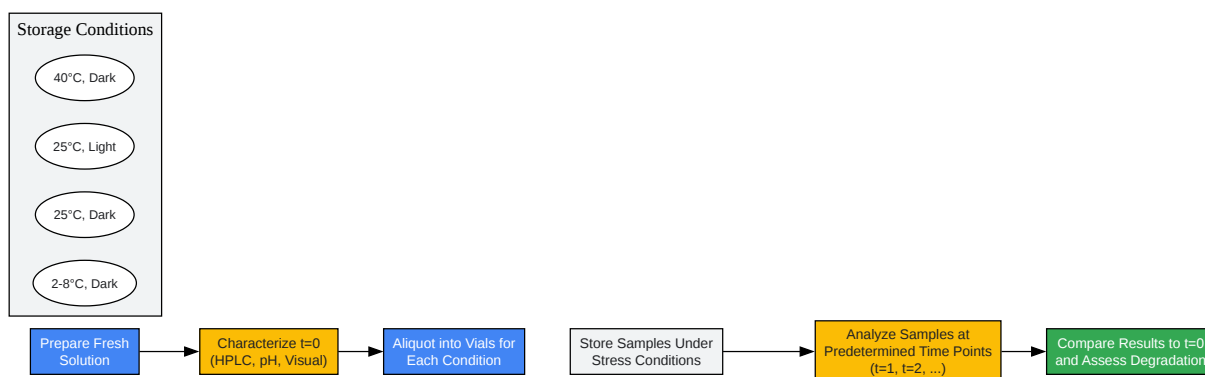 Storage Conditions
40°C, Dark
25°C, Light
25°C, Dark
2-8°C, Dark
Prepare Fresh
Solution
Characterize t=0
(HPLC, pH, Visual)
Aliquot into Vials for
Each Condition
Store Samples Under
Stress Conditions
Analyze Samples at
Predetermined Time Points
(t=1, t=2, ...)
Compare Results to t=0
and Assess Degradation